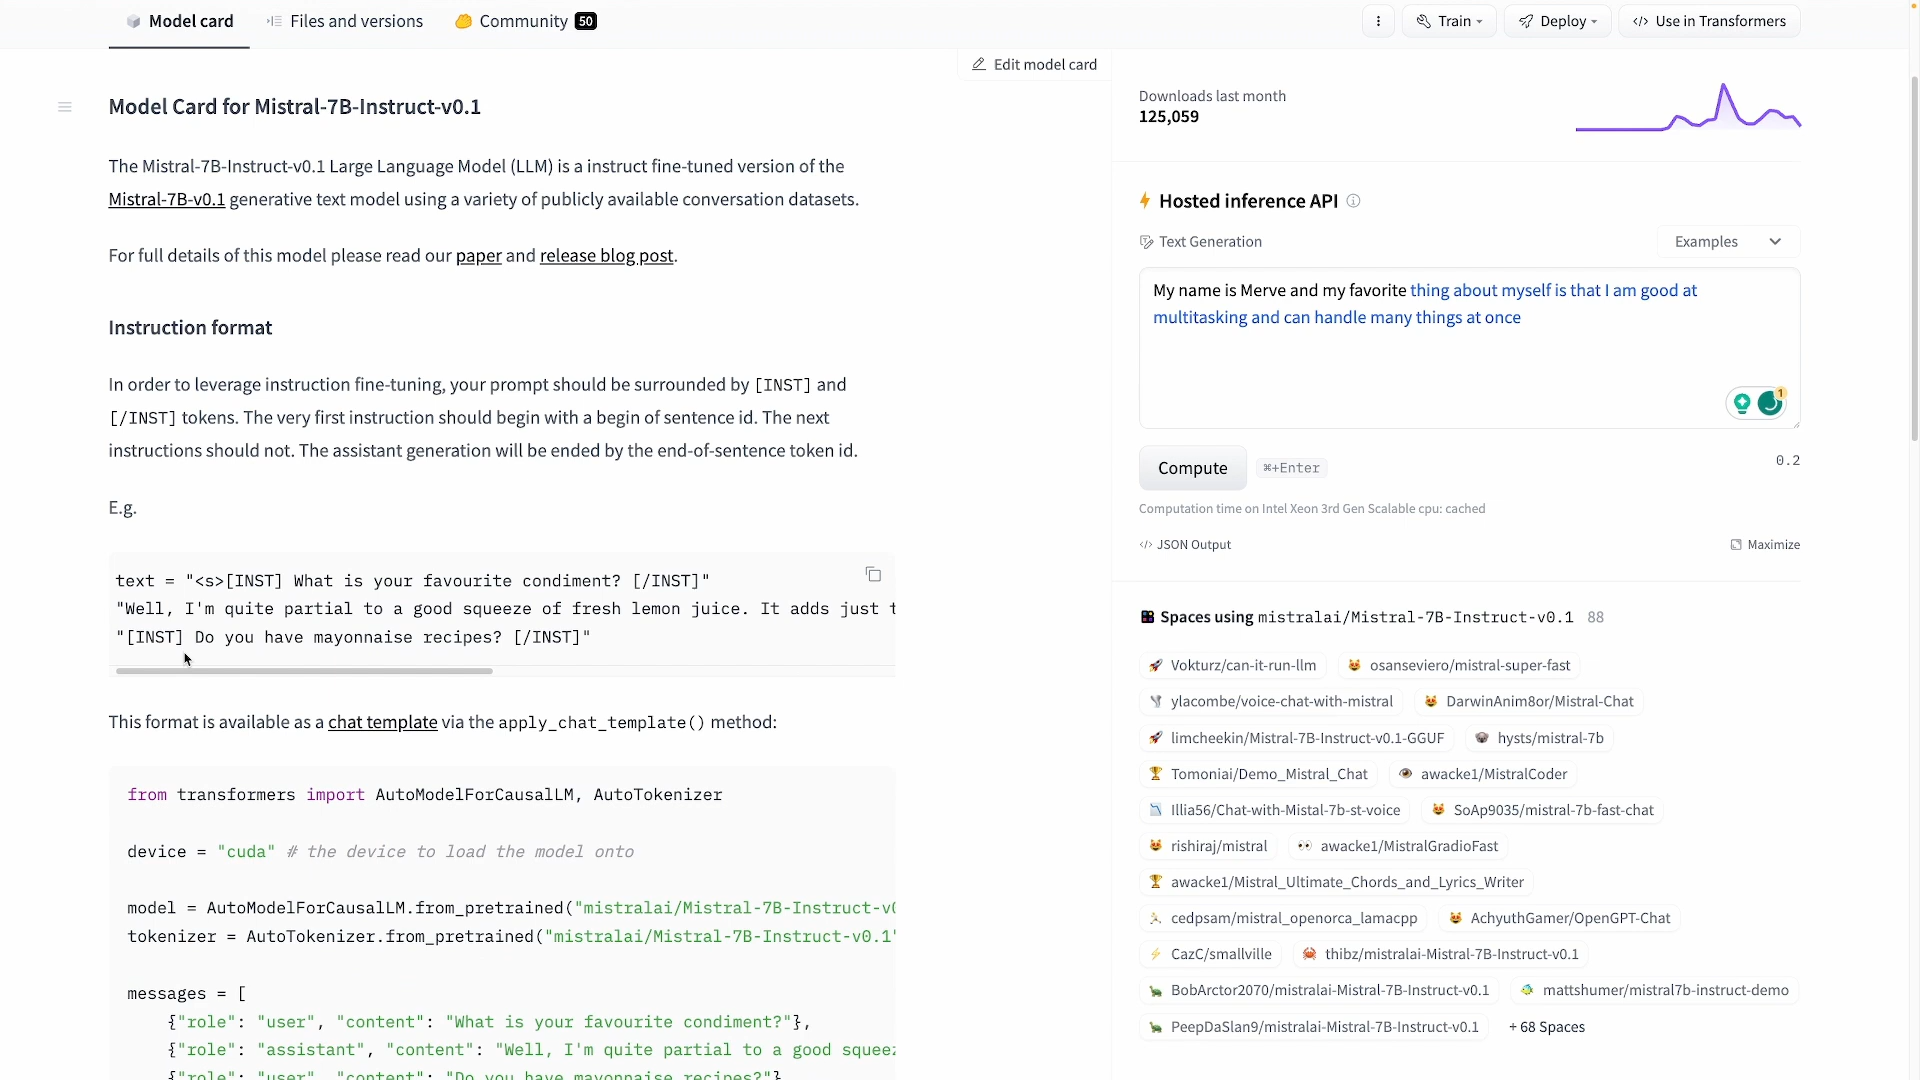 Model card
Files and versions
Community 50
Train
Deploy
</> Use in Transformers
Edit model card
Model Card for Mistral-7B-Instruct-v0.1
The Mistral-7B-Instruct-v0.1 Large Language Model (LLM) is a instruct fine-tuned version of the
Mistral-7B-v0.1 generative text model using a variety of publicly available conversation datasets.
For full details of this model please read our paper and release blog post.
Instruction format
In order to leverage instruction fine-tuning, your prompt should be surrounded by [INST] and
[/INST] tokens. The very first instruction should begin with a begin of sentence id. The next
instructions should not. The assistant generation will be ended by the end-of-sentence token id.
E.g.
text = "<s>[INST] What is your favourite condiment? [/INST]"
"Well, I'm quite partial to a good squeeze of fresh lemon juice. It adds just t
"[INST] Do you have mayonnaise recipes? [/INST]"
This format is available as a chat template via the apply_chat_template() method:
from transformers import AutoModelForCausalLM, AutoTokenizer
device = "cuda" # the device to load the model onto
model = AutoModelForCausalLM.from_pretrained("mistralai/Mistral-7B-Instruct-v0
tokenizer = AutoTokenizer.from_pretrained("mistralai/Mistral-7B-Instruct-v0.1"
messages = [
{"role": "user", "content": "What is your favourite condiment?"},
{"role": "assistant", "content": "Well, I'm quite partial to a good squeez
{"role": "user", "content": "Do you have mayonnaise recipes?"}
Downloads last month
125,059
Hosted inference API
Text Generation
Examples
My name is Merve and my favorite thing about myself is that I am good at
multitasking and can handle many things at once
1
Compute
⌘+Enter
0.2
Computation time on Intel Xeon 3rd Gen Scalable cpu: cached
</> JSON Output
Maximize
Spaces using mistralai/Mistral-7B-Instruct-v0.1 88
Vokturz/can-it-run-llm
osanseviero/mistral-super-fast
ylacombe/voice-chat-with-mistral
DarwinAnim8or/Mistral-Chat
limcheekin/Mistral-7B-Instruct-v0.1-GGUF
hysts/mistral-7b
Tomoniai/Demo_Mistral_Chat
awacke1/MistralCoder
Illia56/Chat-with-Mistal-7b-st-voice
SoAp9035/mistral-7b-fast-chat
rishiraj/mistral
awacke1/MistralGradioFast
awacke1/Mistral_Ultimate_Chords_and_Lyrics_Writer
cedpsam/mistral_openorca_lamacpp
AchyuthGamer/OpenGPT-Chat
CazC/smallville
thibz/mistralai-Mistral-7B-Instruct-v0.1
BobArctor2070/mistralai-Mistral-7B-Instruct-v0.1
mattshumer/mistral7b-instruct-demo
PeepDaSlan9/mistralai-Mistral-7B-Instruct-v0.1
+ 68 Spaces